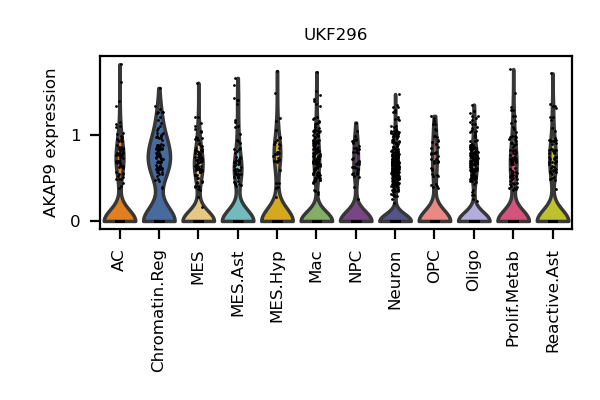 UKF296
AKAP9 expression
1
0
AC
Chromatin.Reg
MES
MES.Ast
MES.Hyp
Mac
NPC
Neuron
OPC
Oligo
Prolif.Metab
Reactive.Ast